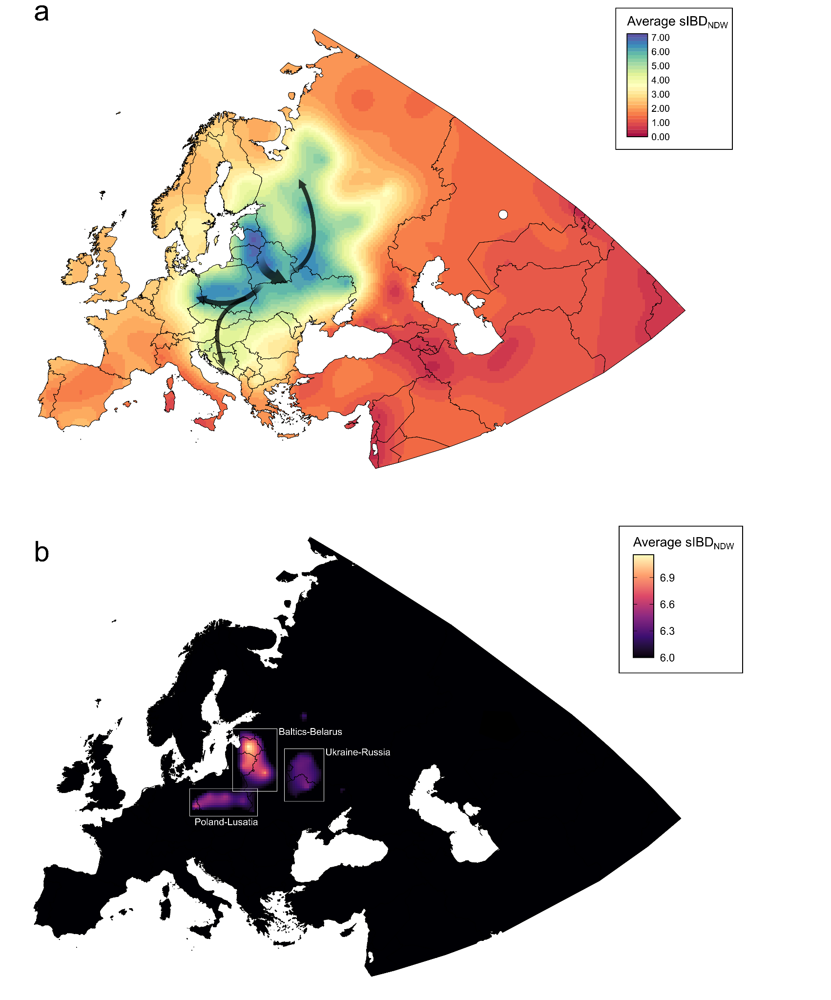 a
Average sIBDNDW
7.00
6.00
5.00
4.00
3.00
2.00
1.00
0.00
b
Average sIBDNDW
6.9
6.6
6.3
6.0
Baltics-Belarus
Ukraine-Russia
Poland-Lusatia